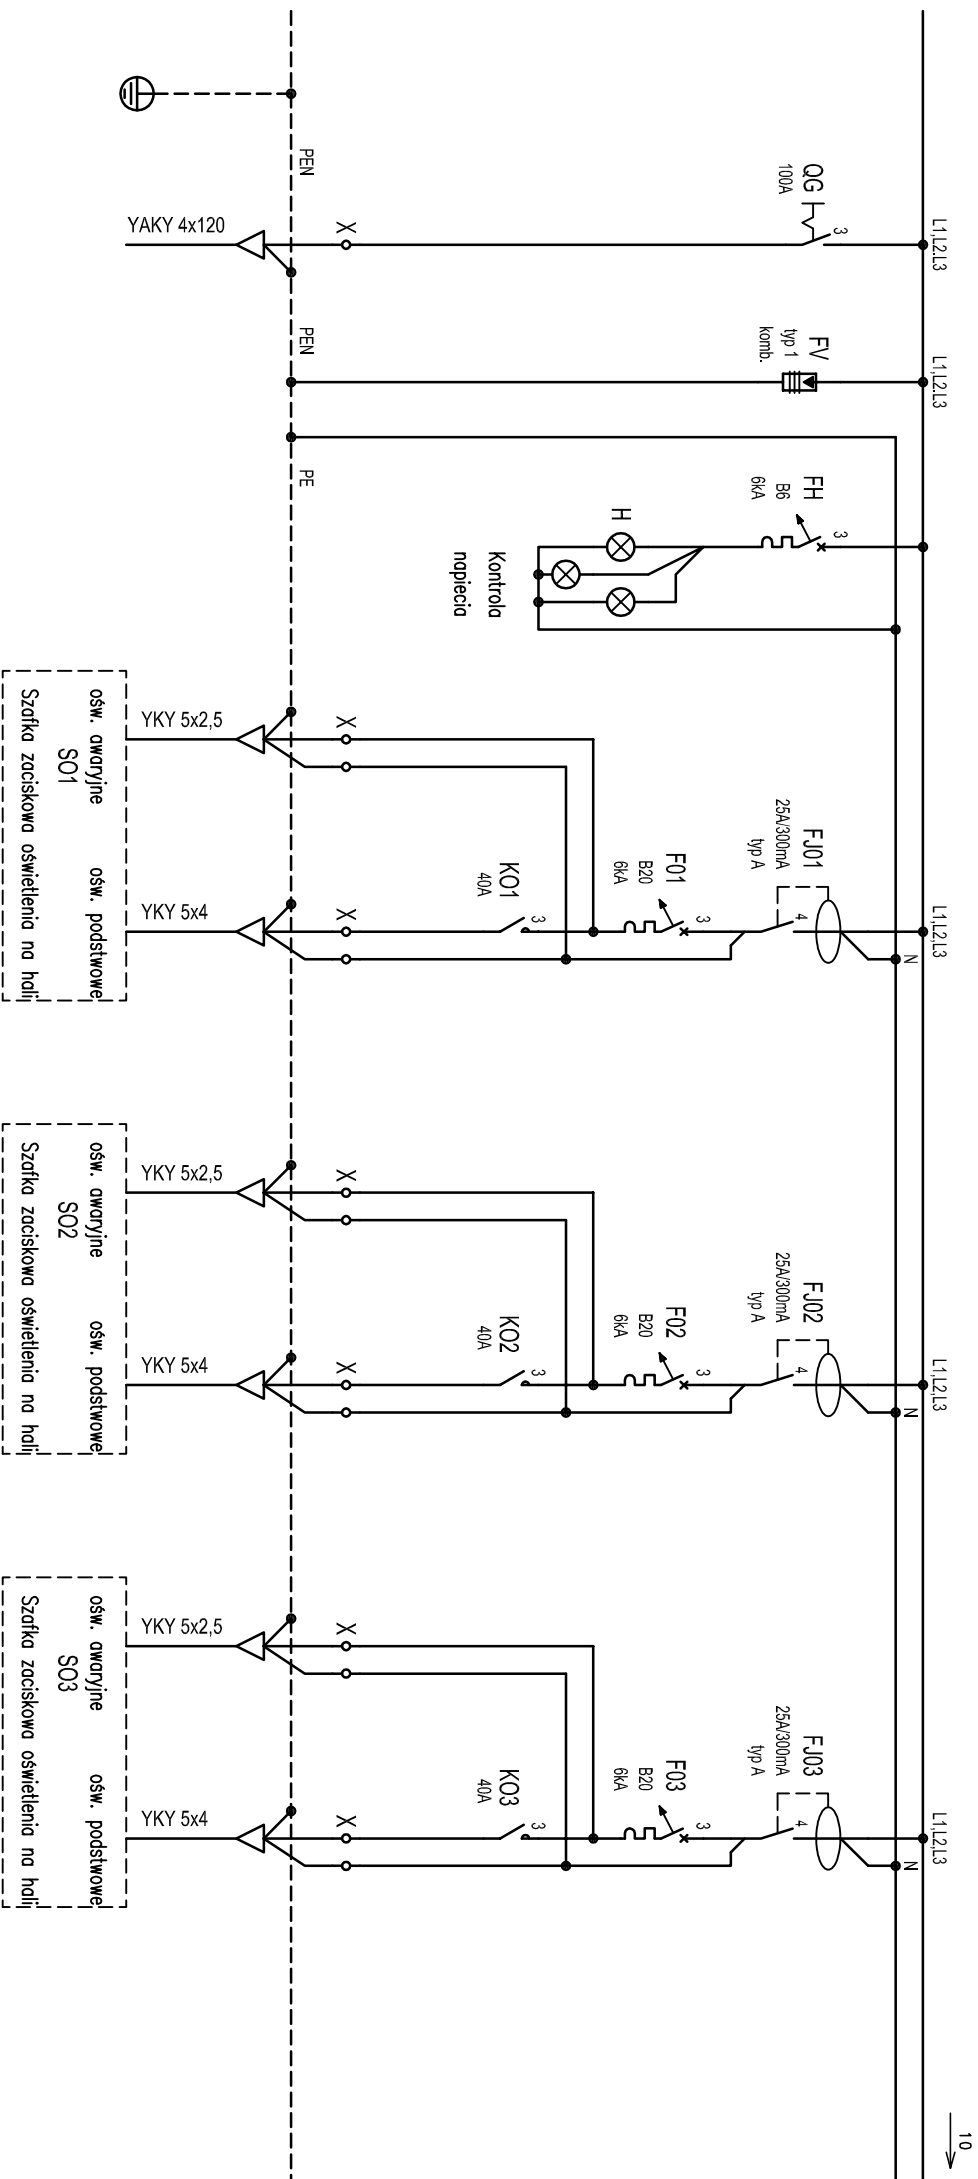 10
L1,L2.L3
L1,L2.L3
L1,L2,L3
N
L1,L2,L3
N
L1,L2,L3
N
QG
100A
3
FV
typ 1
komb.
FH
B6
6kA
3
FJ01
25A/300mA
typ A
4
FJ02
25A/300mA
typ A
4
FJ03
25A/300mA
typ A
4
F01
B20
6kA
3
F02
B20
6kA
3
F03
B20
6kA
3
H
Kontrola
napiecia
KO1
40A
3
KO2
40A
3
KO3
40A
3
X
X
X
X
X
X
X
PEN
PEN
PE
YAKY 4x120
YKY 5x2,5
YKY 5x4
YKY 5x2,5
YKY 5x4
YKY 5x2,5
YKY 5x4
ośw. awaryjne
ośw. podstwowe
SO1
Szafka zaciskowa oświetlenia na hali
ośw. awaryjne
ośw. podstwowe
SO2
Szafka zaciskowa oświetlenia na hali
ośw. awaryjne
ośw. podstwowe
SO3
Szafka zaciskowa oświetlenia na hali